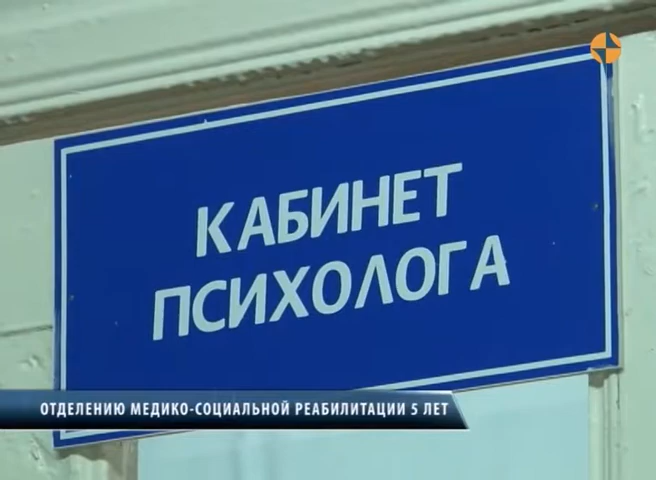 КАБИНЕТ
ПСИХОЛОГА
ОТДЕЛЕНИЮ МЕДИКО-СОЦИАЛЬНОЙ РЕАБИЛИТАЦИИ 5 ЛЕТ